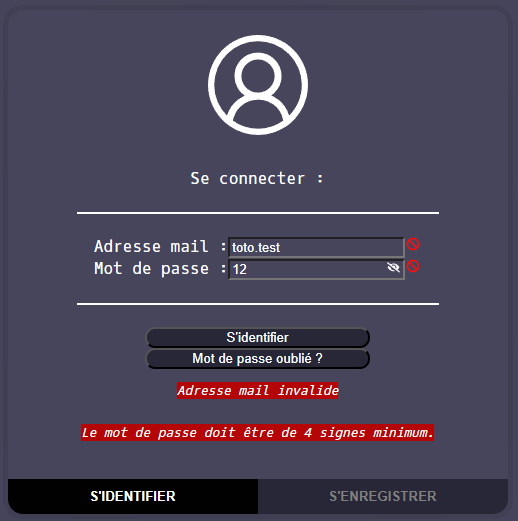 Se connecter :
Adresse mail : toto.test
Mot de passe : 12
S'identifier
Mot de passe oublié ?
Adresse mail invalide
Le mot de passe doit être de 4 signes minimum.
S'IDENTIFIER S'ENREGISTRER